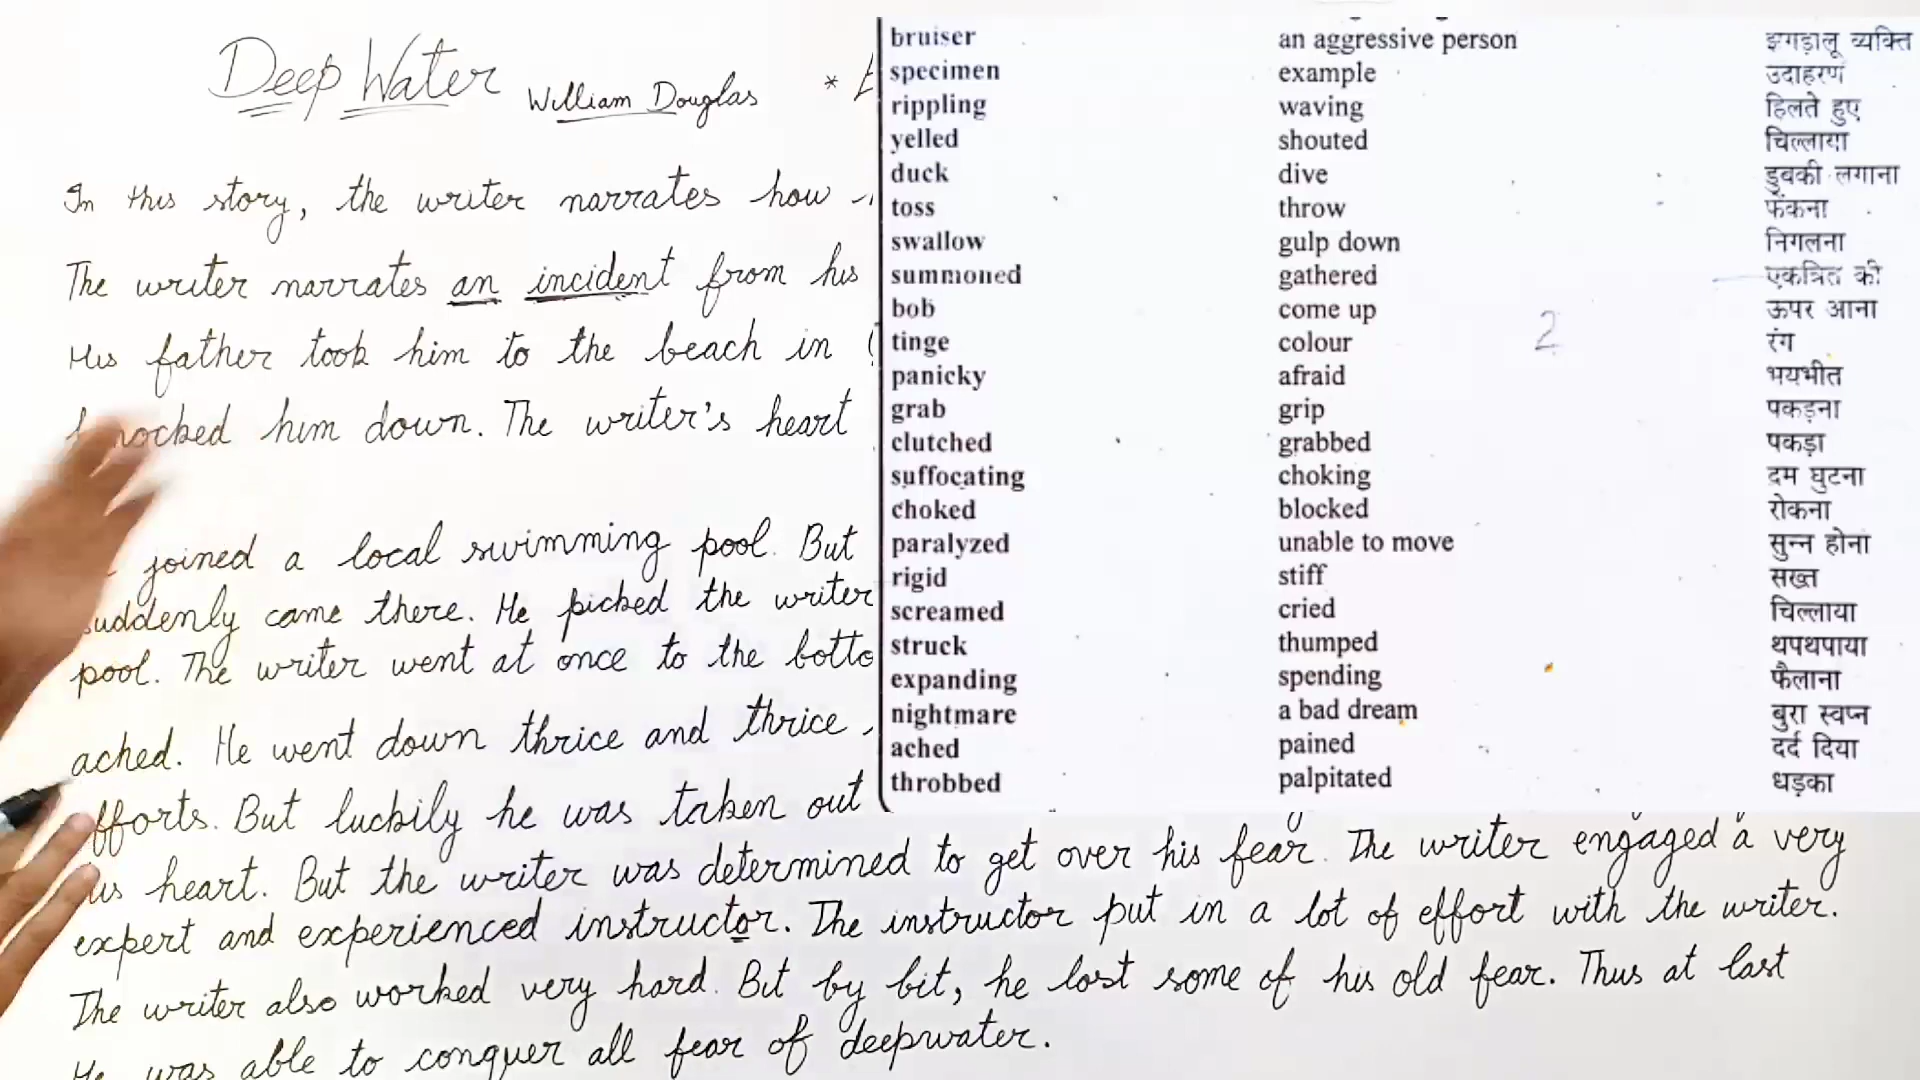 Deep Water William Douglas *
In this story, the writer narrates how
The writer narrates an incident from his
His father took him to the beach in
knocked him down. The writer's heart
joined a local swimming pool. But
suddenly came there. He picked the writer
pool. The writer went at once to the botto
ached. He went down thrice and thrice
efforts. But luckily he was taken out
his heart. But the writer was determined to get over his fear. The writer engaged a very
expert and experienced instructor. The instructor put in a lot of effort with the writer.
The writer also worked very hard. Bit by bit, he lost some of his old fear. Thus at last
He was able to conquer all fear of deepwater.
bruiser an aggressive person झगड़ालू व्यक्ति
specimen example उदाहरण
rippling waving हिलते हुए
yelled shouted चिल्लाया
duck dive डुबकी लगाना
toss throw फेंकना
swallow gulp down निगलना
summoned gathered एकत्रित की
bob come up ऊपर आना
tinge colour 2 रंग
panicky afraid भयभीत
grab grip पकड़ना
clutched grabbed पकड़ा
suffocating choking दम घुटना
choked blocked रोकना
paralyzed unable to move सुन्न होना
rigid stiff सख्त
screamed cried चिल्लाया
struck thumped थपथपाया
expanding spending फैलाना
nightmare a bad dream बुरा स्वप्न
ached pained दर्द दिया
throbbed palpitated धड़का